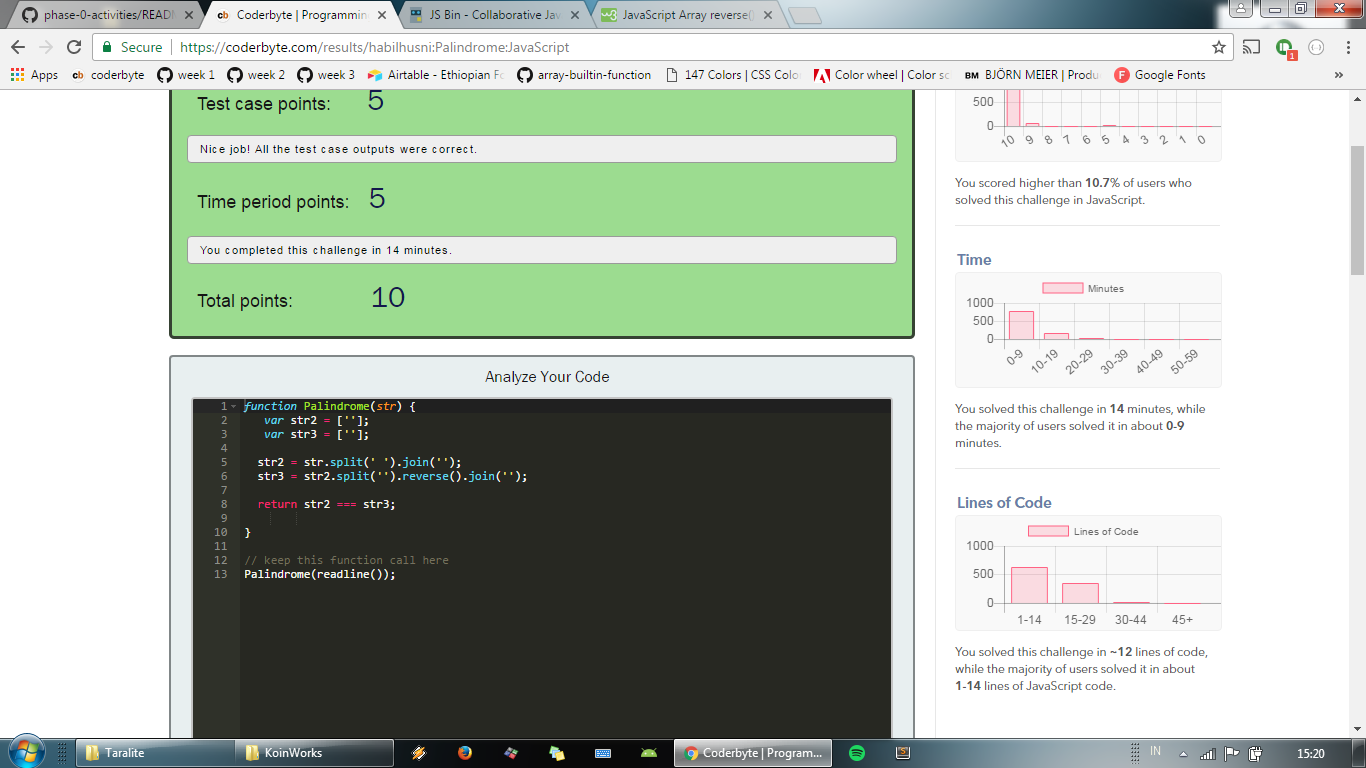 phase-0-activities/READM
Coderbyte | Programmin
JS Bin - Collaborative Jav
JavaScript Array reverse()
Secure
https://coderbyte.com/results/habilhusni:Palindrome:JavaScript
1
Apps
coderbyte
week 1
week 2
week 3
Airtable - Ethiopian Fo
array-builtin-function
147 Colors | CSS Colo
Color wheel | Color sc
BM BJÖRN MEIER | Produ
Google Fonts
»
Test case points: 5
Nice job! All the test case outputs were correct.
Time period points: 5
You completed this challenge in 14 minutes.
Total points: 10
Analyze Your Code
1 function Palindrome(str) {
2 var str2 = [''];
3 var str3 = [''];
4
5 str2 = str.split(' ').join('');
6 str3 = str2.split('').reverse().join('');
7
8 return str2 === str3;
9
10 }
11
12 // keep this function call here
13 Palindrome(readline());
500
0
10 9 8 7 6 5 4 3 2 1 0
You scored higher than 10.7% of users who
solved this challenge in JavaScript.
Time
Minutes
1000
500
0
0-9 10-19 20-29 30-39 40-49 50-59
You solved this challenge in 14 minutes, while
the majority of users solved it in about 0-9
minutes.
Lines of Code
Lines of Code
1000
500
0
1-14 15-29 30-44 45+
You solved this challenge in ~12 lines of code,
while the majority of users solved it in about
1-14 lines of JavaScript code.
Taralite
KoinWorks
Coderbyte | Program...
IN
15:20